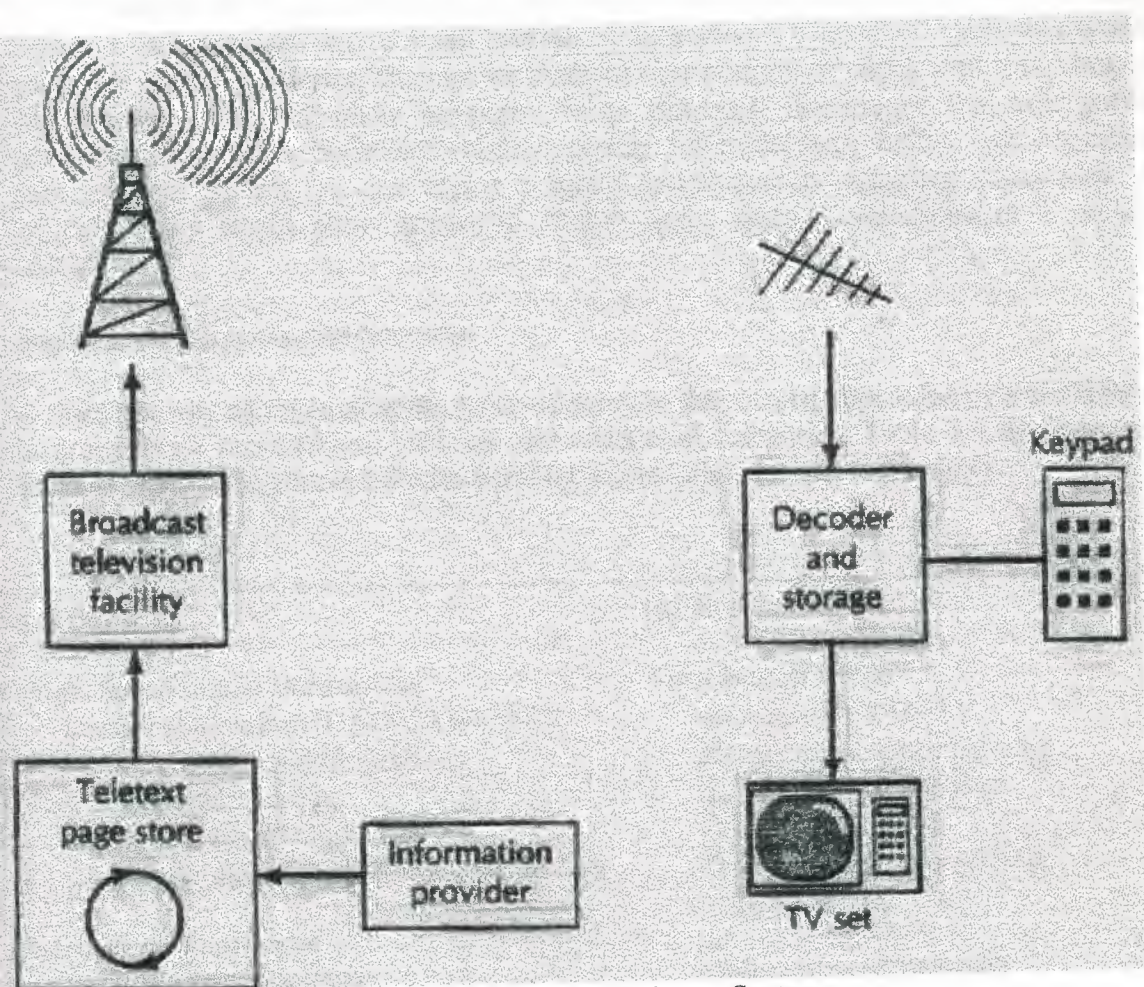 Broadcast
television
facility
Teletext
page store
Information
provider
Decoder
and
storage
Keypad
TV set